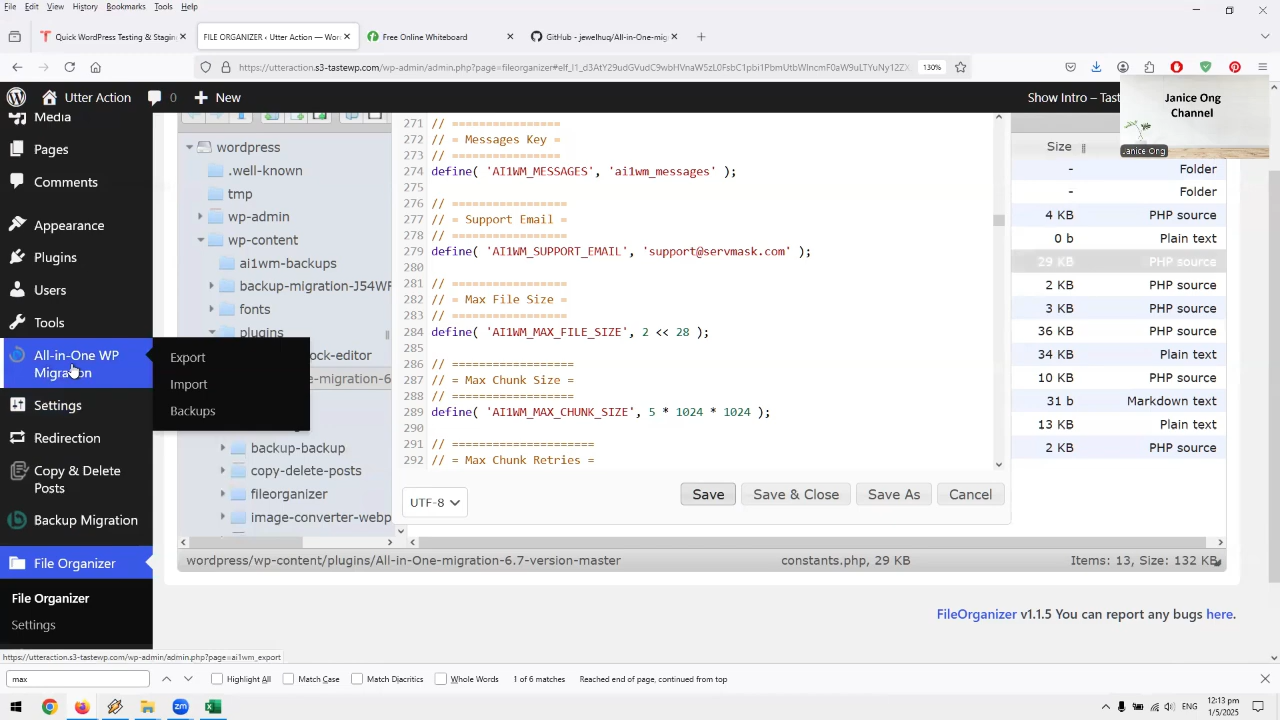 File Edit View History Bookmarks Tools Help
Quick WordPress Testing & Staging
FILE ORGANIZER ‹ Utter Action — Wor
Free Online Whiteboard
GitHub - jewelhuq/All-in-One-mig
https://utteraction.s3-tastewp.com/wp-admin/admin.php?page=fileorganizer#elf_l1_
130%
Utter Action
0
New
Show Intro — Tast
Janice Ong
Channel
Janice Ong
Media
Pages
Comments
Appearance
Plugins
Users
Tools
All-in-One WP
Migration
Export
Import
Backups
Settings
Redirection
Copy & Delete
Posts
Backup Migration
File Organizer
File Organizer
Settings
wordpress
.well-known
tmp
wp-admin
wp-content
ai1wm-backups
backup-migration-J54WF
fonts
plugins
ock-editor
e-migration-6
backup-backup
copy-delete-posts
fileorganizer
image-converter-webp
271 // ================
272 // = Messages Key =
273 // ================
274 define( 'AI1WM_MESSAGES', 'ai1wm_messages' );
275
276 // =================
277 // = Support Email =
278 // =================
279 define( 'AI1WM_SUPPORT_EMAIL', 'support@servmask.com' );
280
281 // =================
282 // = Max File Size =
283 // =================
284 define( 'AI1WM_MAX_FILE_SIZE', 2 << 28 );
285
286 // ==================
287 // = Max Chunk Size =
288 // ==================
289 define( 'AI1WM_MAX_CHUNK_SIZE', 5 * 1024 * 1024 );
290
291 // =====================
292 // = Max Chunk Retries =
UTF-8
Save
Save & Close
Save As
Cancel
Size
- Folder
- Folder
4 KB PHP source
0 b Plain text
29 KB PHP source
2 KB PHP source
3 KB PHP source
36 KB PHP source
34 KB Plain text
10 KB PHP source
31 b Markdown text
13 KB Plain text
2 KB PHP source
wordpress/wp-content/plugins/All-in-One-migration-6.7-version-master
constants.php, 29 KB
Items: 13, Size: 132 KB
FileOrganizer v1.1.5 You can report any bugs here.
https://utteraction.s3-tastewp.com/wp-admin/admin.php?page=ai1wm_export
max
Highlight All
Match Case
Match Diacritics
Whole Words
1 of 6 matches
Reached end of page, continued from top
ENG
12:13 pm
1/5/2025